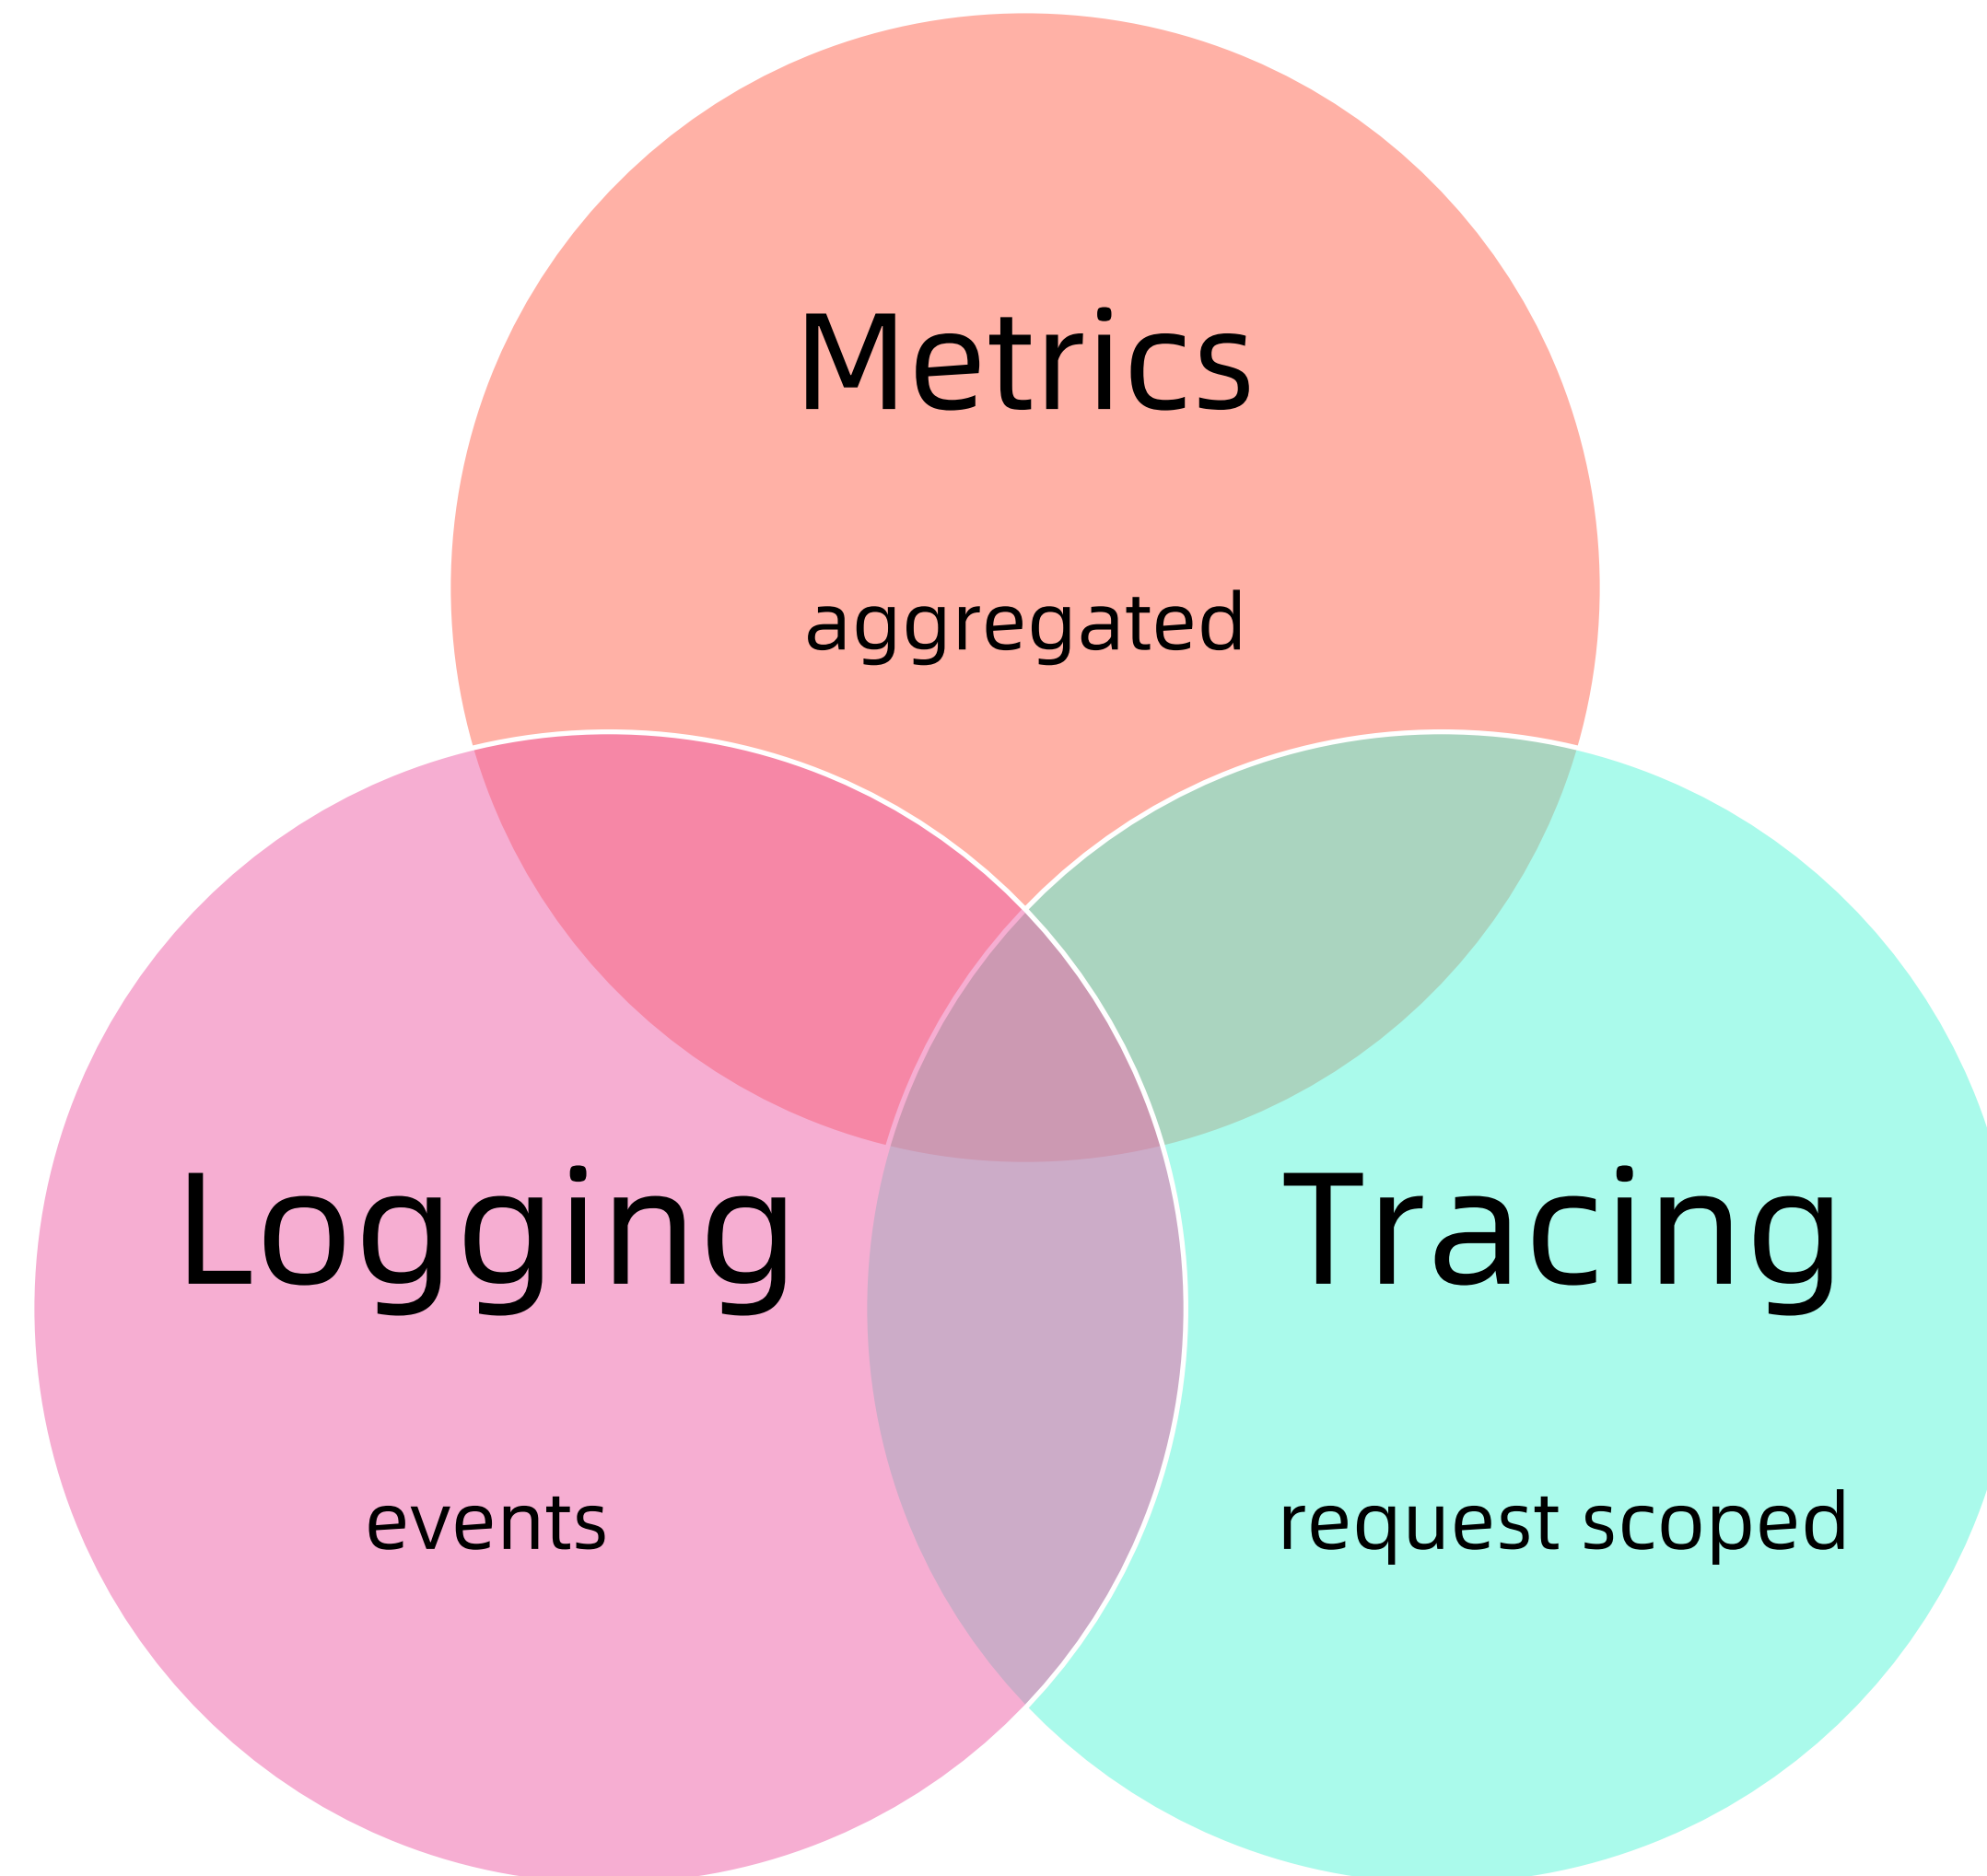 Metrics
aggregated
Logging
Tracing
events
request scoped